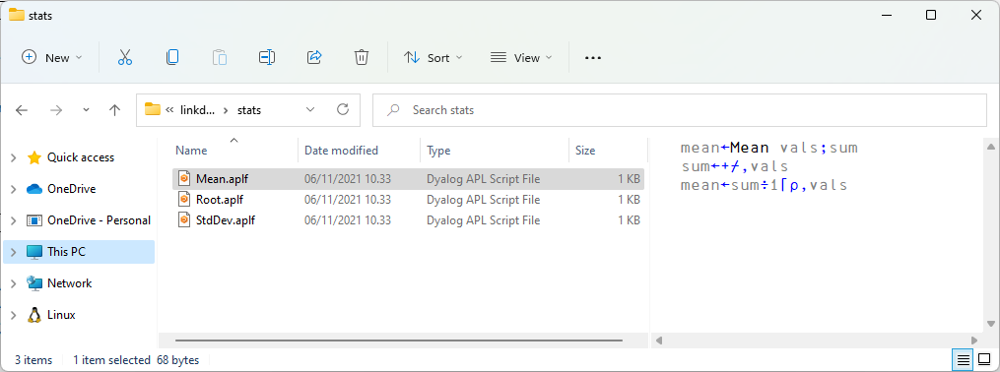 stats
New Sort View
linkd... stats Search stats
Quick access
OneDrive
OneDrive - Personal
This PC
Network
Linux
Name Date modified Type Size
Mean.aplf 06/11/2021 10.33 Dyalog APL Script File 1 KB
Root.aplf 06/11/2021 10.33 Dyalog APL Script File 1 KB
StdDev.aplf 06/11/2021 10.33 Dyalog APL Script File 1 KB
mean←Mean vals;sum
sum←+⌿,vals
mean←sum÷1⌈⍴,vals
3 items 1 item selected 68 bytes